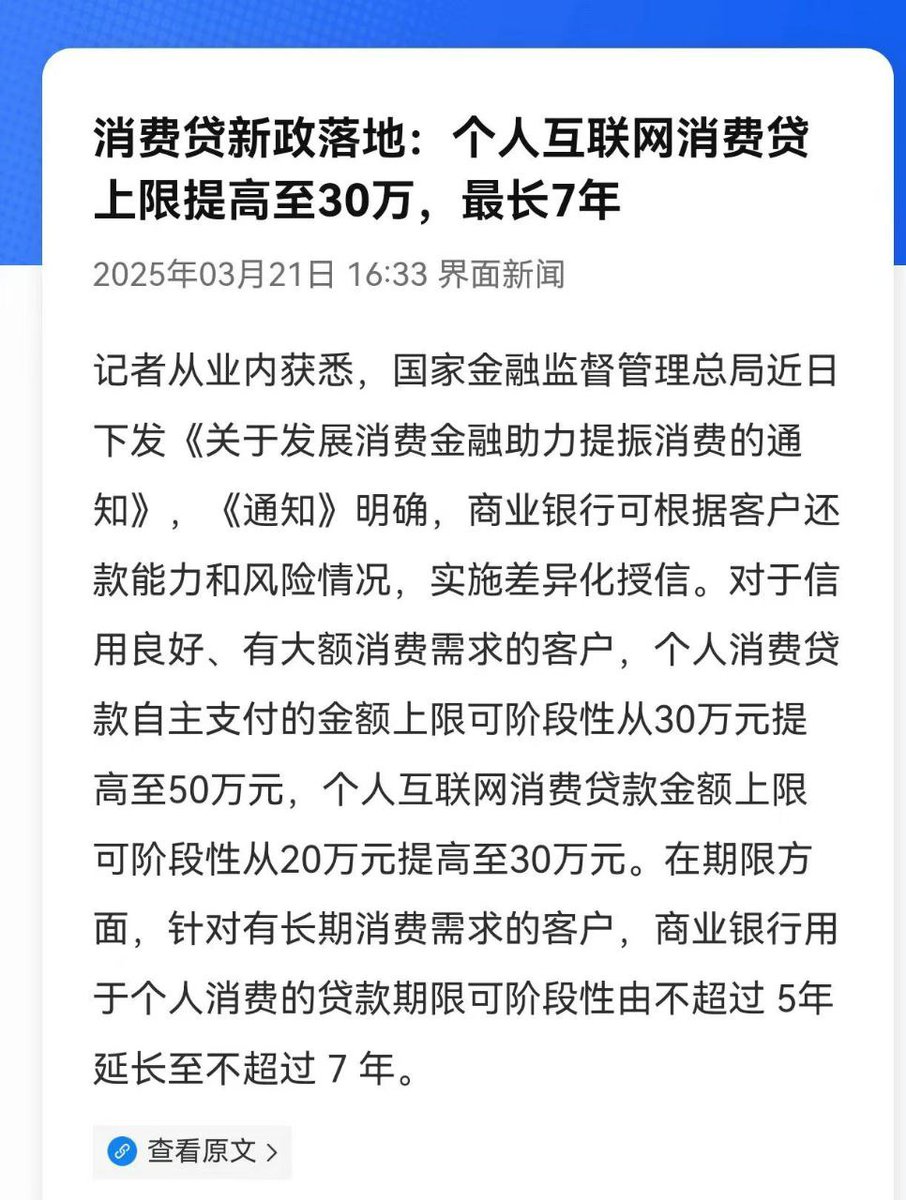 消费贷新政落地：个人互联网消费贷
上限提高至30万，最长7年
2025年03月21日 16:33 界面新闻
记者从业内获悉，国家金融监督管理总局近日
下发《关于发展消费金融助力提振消费的通
知》，《通知》明确，商业银行可根据客户还
款能力和风险情况，实施差异化授信。对于信
用良好、有大额消费需求的客户，个人消费贷
款自主支付的金额上限可阶段性从30万元提
高至50万元，个人互联网消费贷款金额上限
可阶段性从20万元提高至30万元。在期限方
面，针对有长期消费需求的客户，商业银行用
于个人消费的贷款期限可阶段性由不超过 5年
延长至不超过 7 年。
查看原文 >